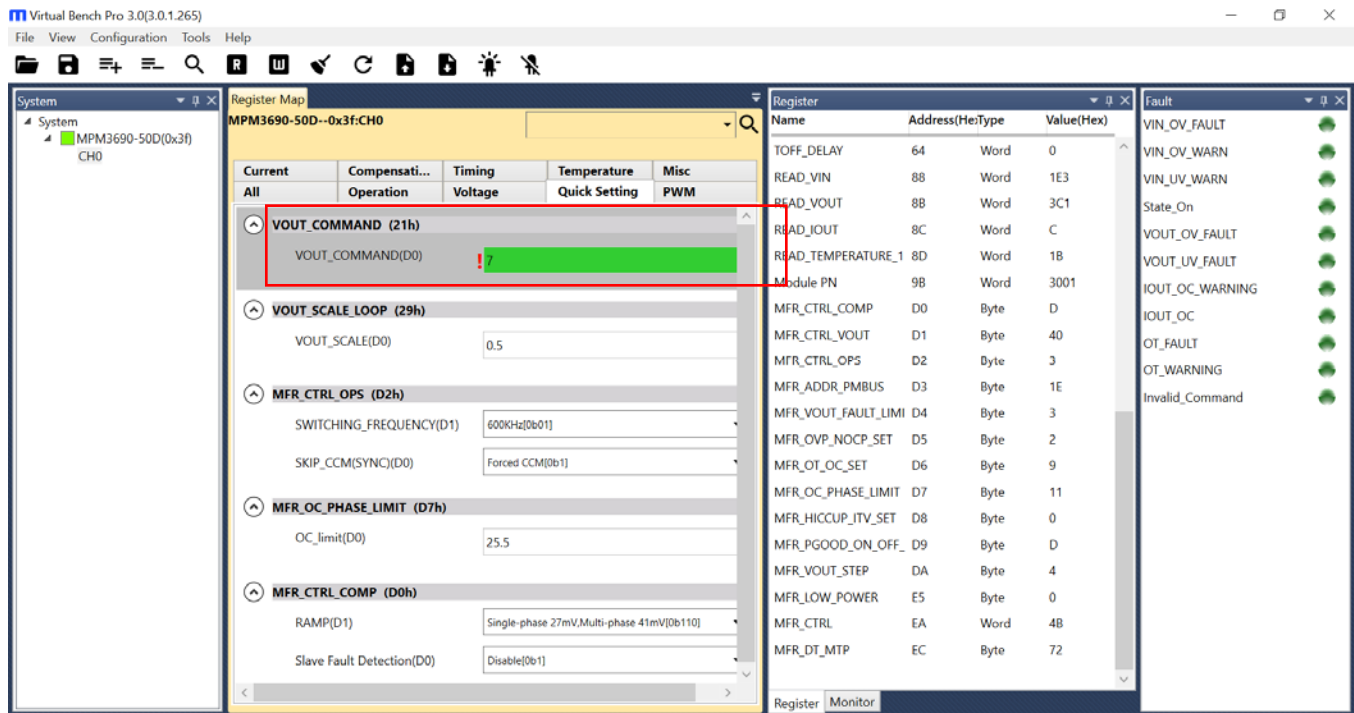 Virtual Bench Pro 3.0(3.0.1.265)
File View Configuration Tools Help
R W
System
System
MPM3690-50D(0x3f)
CH0
Register Map
MPM3690-50D--0x3f:CH0
Current Compensati... Timing Temperature Misc
All Operation Voltage Quick Setting PWM
VOUT_COMMAND (21h)
VOUT_COMMAND(D0) ! 7
VOUT_SCALE_LOOP (29h)
VOUT_SCALE(D0) 0.5
MFR_CTRL_OPS (D2h)
SWITCHING_FREQUENCY(D1) 600KHz[0b01]
SKIP_CCM(SYNC)(D0) Forced CCM[0b1]
MFR_OC_PHASE_LIMIT (D7h)
OC_limit(D0) 25.5
MFR_CTRL_COMP (D0h)
RAMP(D1) Single-phase 27mV,Multi-phase 41mV[0b110]
Slave Fault Detection(D0) Disable[0b1]
Register
Name Address(He Type Value(Hex)
TOFF_DELAY 64 Word 0
READ_VIN 88 Word 1E3
READ_VOUT 8B Word 3C1
READ_IOUT 8C Word C
READ_TEMPERATURE_1 8D Word 1B
Module PN 9B Word 3001
MFR_CTRL_COMP D0 Byte D
MFR_CTRL_VOUT D1 Byte 40
MFR_CTRL_OPS D2 Byte 3
MFR_ADDR_PMBUS D3 Byte 1E
MFR_VOUT_FAULT_LIMI D4 Byte 3
MFR_OVP_NOCP_SET D5 Byte 2
MFR_OT_OC_SET D6 Byte 9
MFR_OC_PHASE_LIMIT D7 Byte 11
MFR_HICCUP_ITV_SET D8 Byte 0
MFR_PGOOD_ON_OFF_ D9 Byte D
MFR_VOUT_STEP DA Byte 4
MFR_LOW_POWER E5 Byte 0
MFR_CTRL EA Word 4B
MFR_DT_MTP EC Byte 72
Register Monitor
Fault
VIN_OV_FAULT
VIN_OV_WARN
VIN_UV_WARN
State_On
VOUT_OV_FAULT
VOUT_UV_FAULT
IOUT_OC_WARNING
IOUT_OC
OT_FAULT
OT_WARNING
Invalid_Command